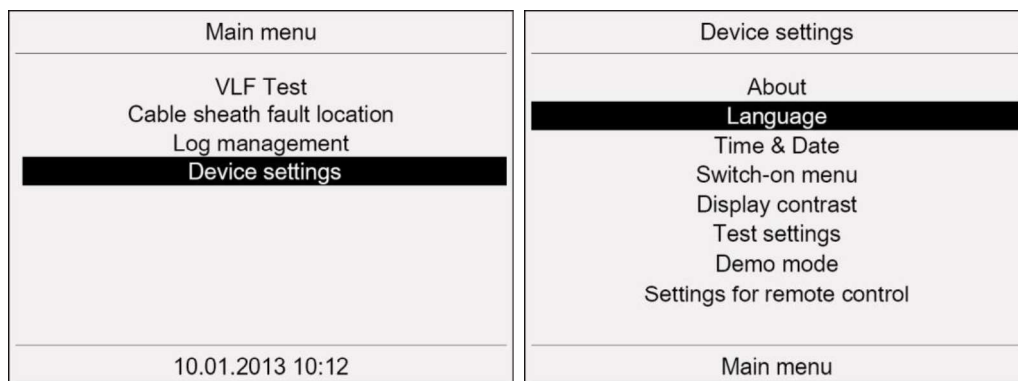 Main menu
VLF Test
Cable sheath fault location
Log management
Device settings
10.01.2013 10:12
Device settings
About
Language
Time & Date
Switch-on menu
Display contrast
Test settings
Demo mode
Settings for remote control
Main menu